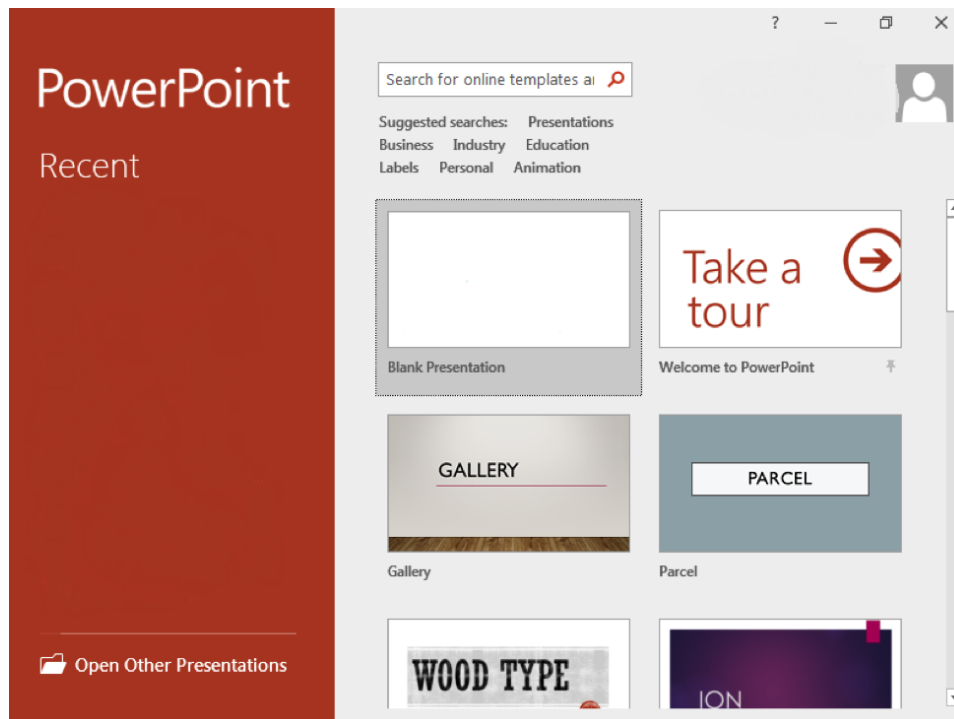 ?
PowerPoint
Recent
Open Other Presentations
Search for online templates a
Suggested searches: Presentations
Business Industry Education
Labels Personal Animation
Blank Presentation
Take a
tour
Welcome to PowerPoint
GALLERY
Gallery
PARCEL
Parcel
WOOD TYPE
ION